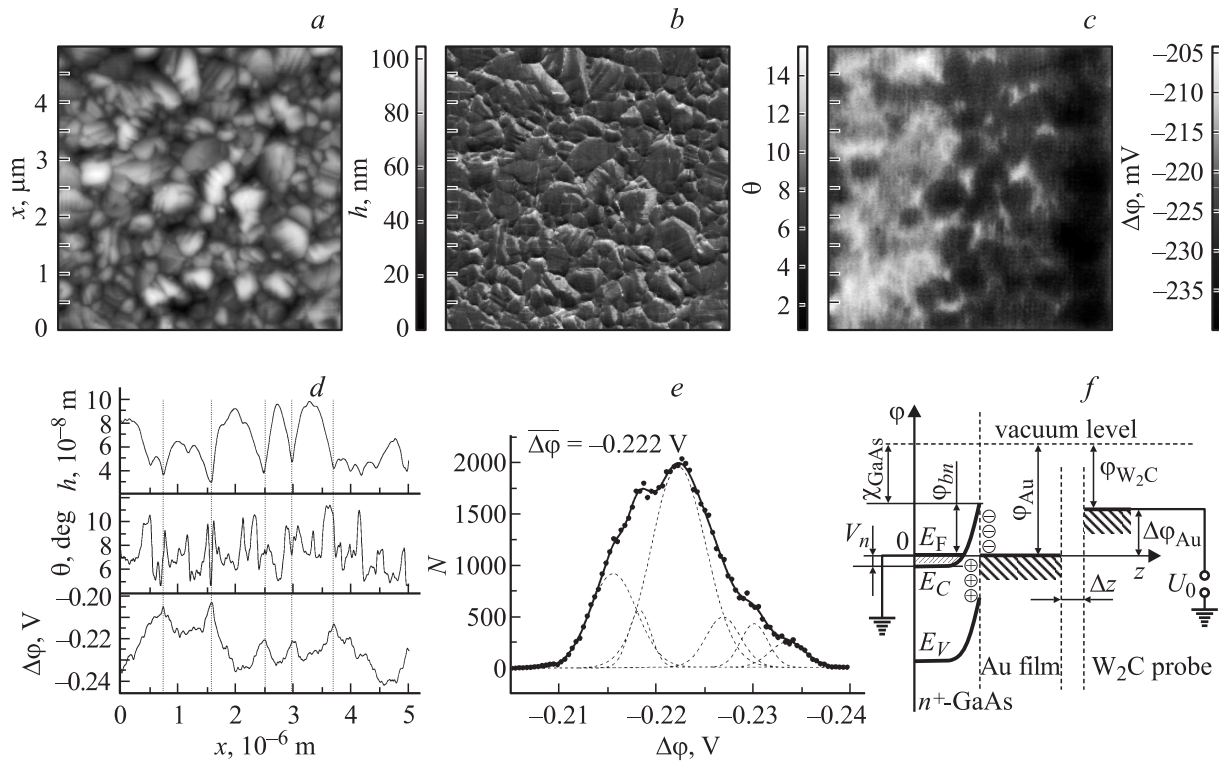 a
b
c
x, μm
4
3
2
1
0
h, nm
100
80
60
40
20
0
θ
14
12
10
8
6
4
2
Δφ, mV
–205
–210
–215
–220
–225
–230
–235
d
h, 10⁻⁸ m
10
8
6
4
θ, deg
10
8
6
Δφ, V
–0.20
–0.22
–0.24
0 1 2 3 4 5
x, 10⁻⁶ m
e
Δφ̅ = –0.222 V
N
2000
1500
1000
500
0
–0.21 –0.22 –0.23 –0.24
Δφ, V
f
φ
vacuum level
χGaAs
φbn
φAu
φW₂C
Vn
0
EF
ΔφAu
z
EC
Δz
U₀
EV
Au film
W₂C probe
n⁺-GaAs